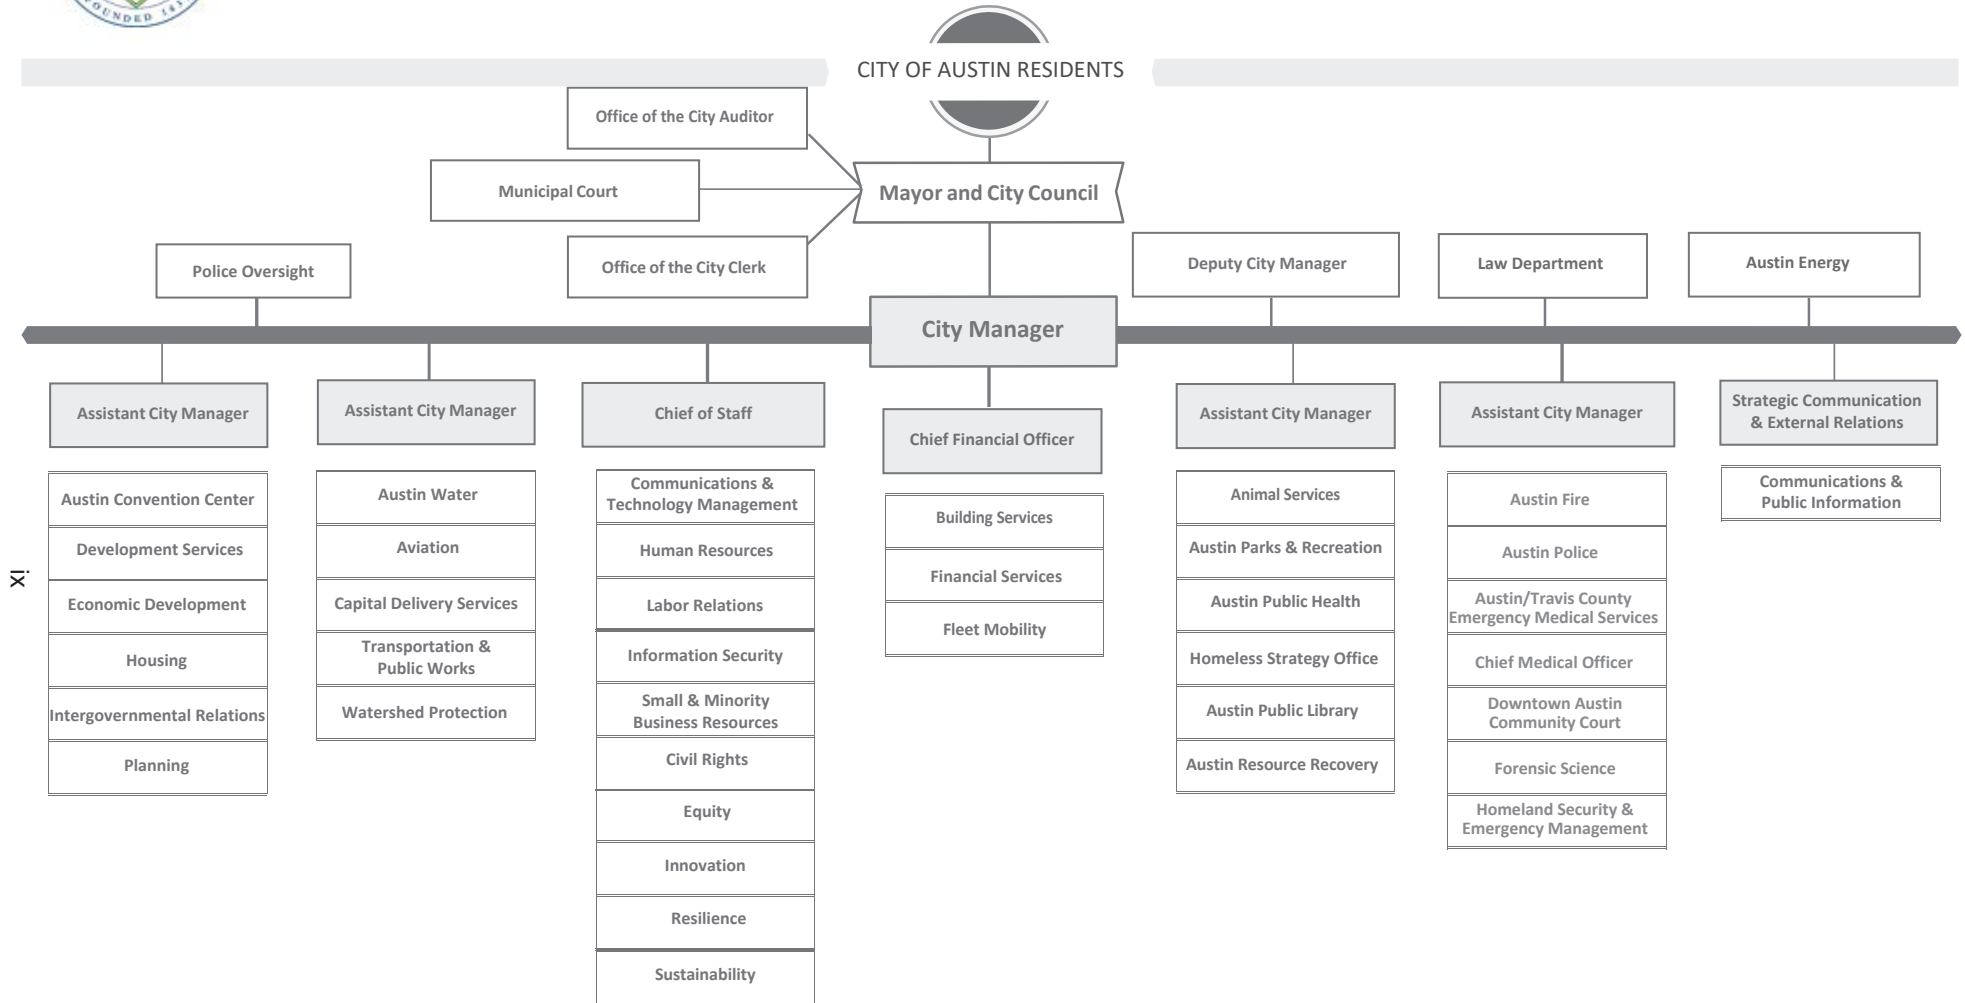 FOUNDED 183
CITY OF AUSTIN RESIDENTS
Office of the City Auditor
Municipal Court
Mayor and City Council
Office of the City Clerk
Police Oversight
Deputy City Manager
Law Department
Austin Energy
City Manager
Assistant City Manager
Austin Convention Center
Development Services
Economic Development
Housing
Intergovernmental Relations
Planning
Assistant City Manager
Austin Water
Aviation
Capital Delivery Services
Transportation &
Public Works
Watershed Protection
Chief of Staff
Communications &
Technology Management
Human Resources
Labor Relations
Information Security
Small & Minority
Business Resources
Civil Rights
Equity
Innovation
Resilience
Sustainability
Chief Financial Officer
Building Services
Financial Services
Fleet Mobility
Assistant City Manager
Animal Services
Austin Parks & Recreation
Austin Public Health
Homeless Strategy Office
Austin Public Library
Austin Resource Recovery
Assistant City Manager
Austin Fire
Austin Police
Austin/Travis County
Emergency Medical Services
Chief Medical Officer
Downtown Austin
Community Court
Forensic Science
Homeland Security &
Emergency Management
Strategic Communication
& External Relations
Communications &
Public Information
ix